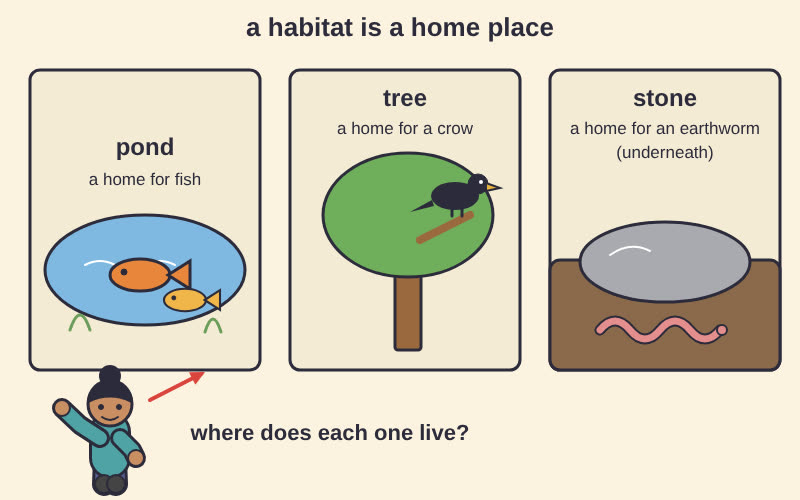 a habitat is a home place
pond
a home for fish
tree
a home for a crow
stone
a home for an earthworm
(underneath)
where does each one live?